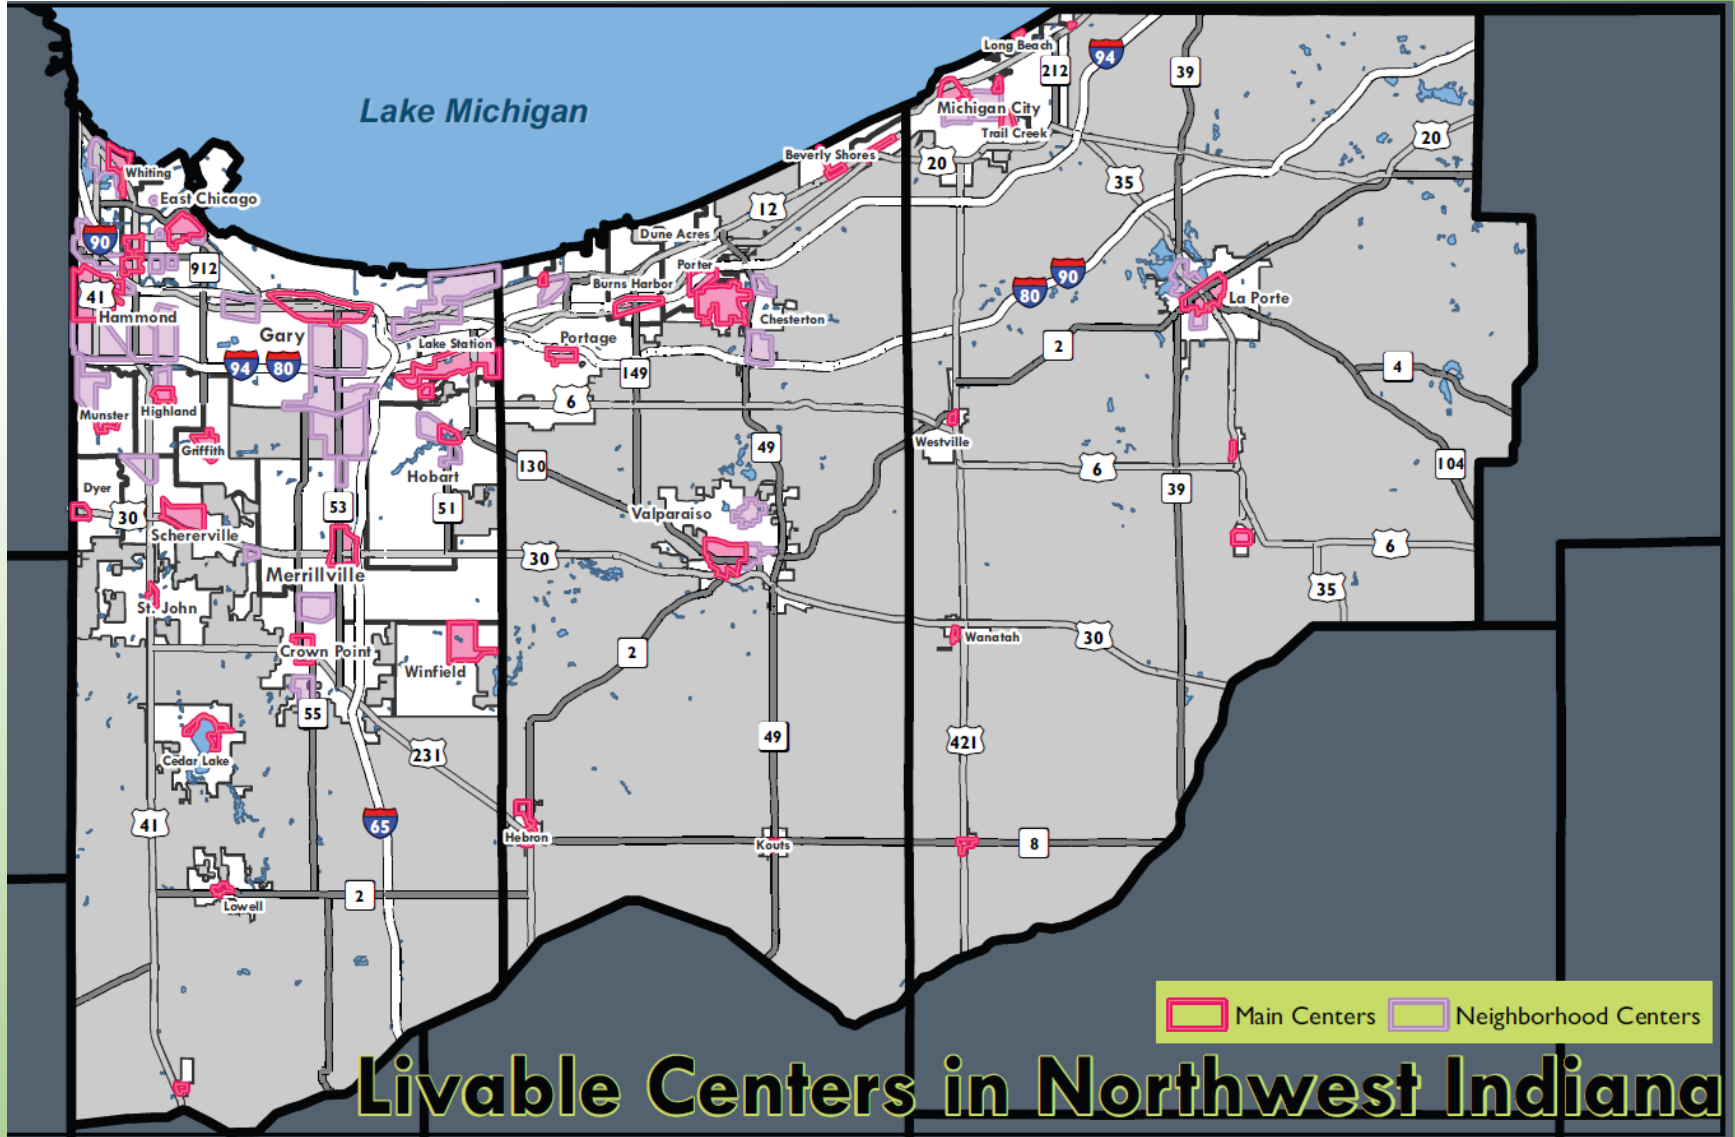 Long Beach
94
212
39
Lake Michigan
Michigan City
Trail Creek
20
Beverly Shores
20
Whiting
35
East Chicago
12
Dune Acres
90
912
Porter
90
Burns Harbor
80
41
La Porte
Hammond
Chesterton
Gary
Portage
Lake Station
2
94
80
149
4
6
Munster
Highland
Westville
Griffith
49
130
6
104
Hobart
Dyer
39
53
51
30
Valparaiso
Schererville
6
30
Merrillville
35
St. John
Wanatah
30
Crown Point
2
Winfield
55
49
421
231
Cedar Lake
41
65
Hebron
Kouts
8
2
Lowell
Main Centers
Neighborhood Centers
Livable Centers in Northwest Indiana